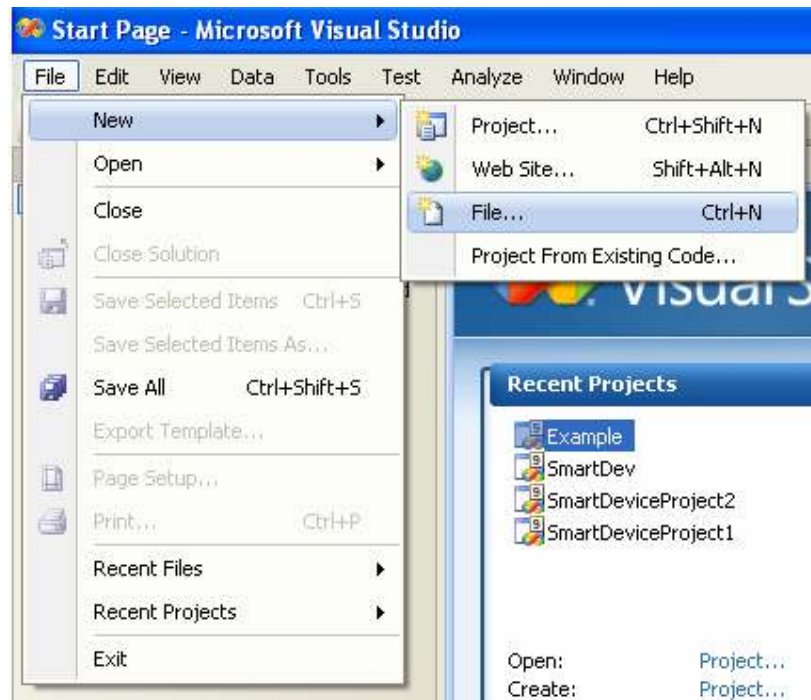 Start Page - Microsoft Visual Studio
File Edit View Data Tools Test Analyze Window Help
New
Open
Close
Close Solution
Save Selected Items Ctrl+S
Save Selected Items As...
Save All Ctrl+Shift+S
Export Template...
Page Setup...
Print... Ctrl+P
Recent Files
Recent Projects
Exit
Project... Ctrl+Shift+N
Web Site... Shift+Alt+N
File... Ctrl+N
Project From Existing Code...
Visual S
Recent Projects
Example
SmartDev
SmartDeviceProject2
SmartDeviceProject1
Open: Project...
Create: Project...